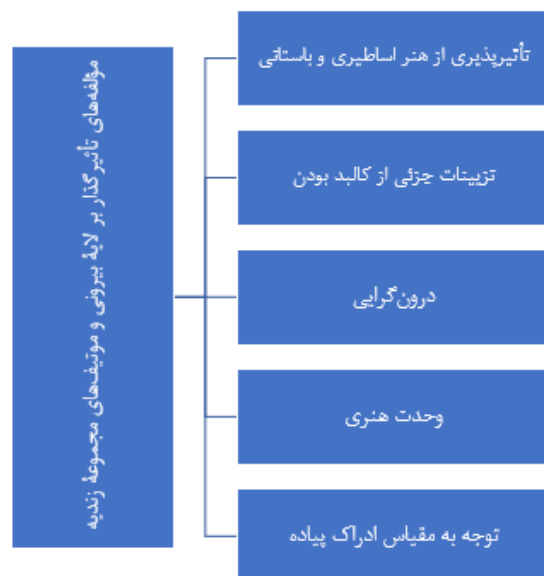 مؤلفه‌های تأثیرگذار بر لایهٔ بیرونی و موتیف‌های مجموعهٔ زندیه
تأثیرپذیری از هنر اساطیری و باستانی
تزیینات جزئی از کالبد بودن
درون‌گرایی
وحدت هنری
توجه به مقیاس ادراک پیاده